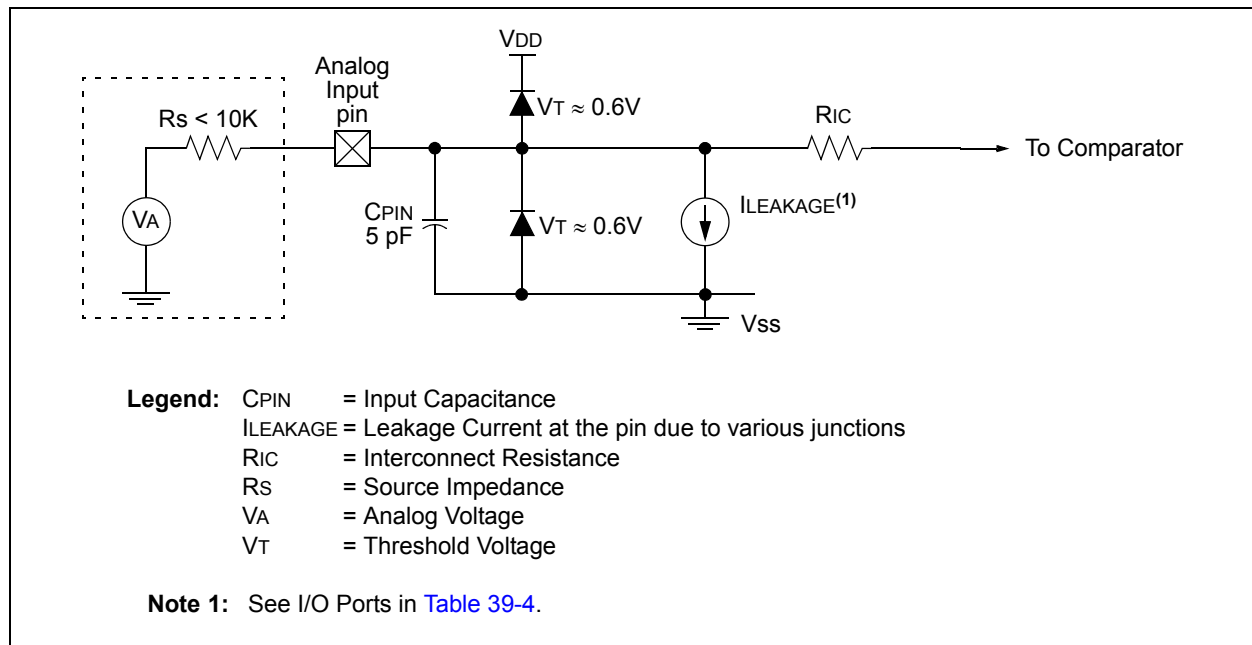 VDD
Analog
Input
pin
Rs < 10K
VT ≈ 0.6V
RIC
To Comparator
VA
CPIN
5 pF
VT ≈ 0.6V
ILEAKAGE(1)
Vss
Legend: CPIN = Input Capacitance
ILEAKAGE = Leakage Current at the pin due to various junctions
RIC = Interconnect Resistance
RS = Source Impedance
VA = Analog Voltage
VT = Threshold Voltage
Note 1: See I/O Ports in Table 39-4.